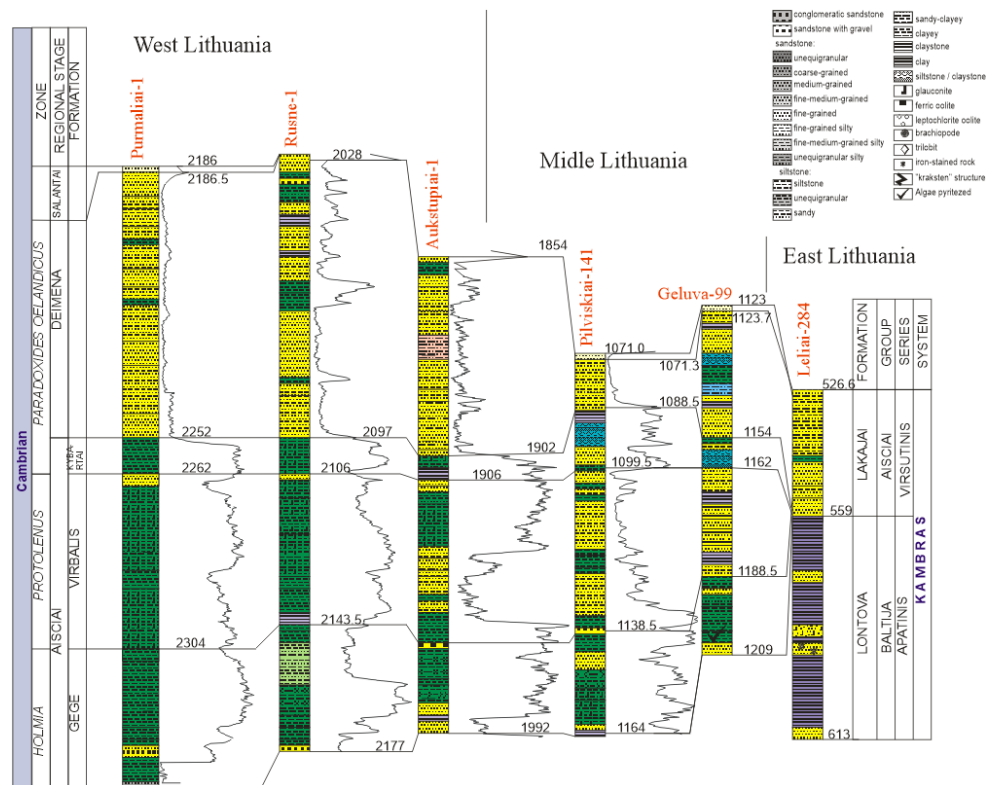 West Lithuania
Midle Lithuania
East Lithuania
ZONE
REGIONAL STAGE
FORMATION
Purmaliai-1
Rusne-1
Aukstupiai-1
Pilviskiai-141
Geluva-99
Leliai-284
conglomeratic sandstone
sandstone with gravel
sandstone:
unequigranular
coarse-grained
medium-grained
fine-medium-grained
fine-grained
fine-grained silty
fine-medium-grained silty
unequigranular silty
siltstone:
siltstone
unequigranular
sandy
sandy-clayey
clayey
claystone
clay
siltstone / claystone
glauconite
ferric oolite
leptochlorite oolite
brachiopode
trilobit
iron-stained rock
"kraksten" structure
Algae pyritezed
Cambrian
PARADOXIDES OELANDICUS
PROTOLENUS
HOLMIA
AISCIAI
SALANTAI
DEIMENA
KYBA-
RTAI
VIRBALIS
GEGE
2186
2186.5
2252
2262
2304
2028
2097
2106
2143.5
2177
1854
1902
1906
1992
1071.0
1071.3
1088.5
1099.5
1138.5
1164
1123
1123.7
1154
1162
1188.5
1209
526.6
559
613
FORMATION
GROUP
SERIES
SYSTEM
LAKAJAI
AISCIAI
VIRSUTINIS
LONTOVA
BALTIJA
APATINIS
KAMBRAS